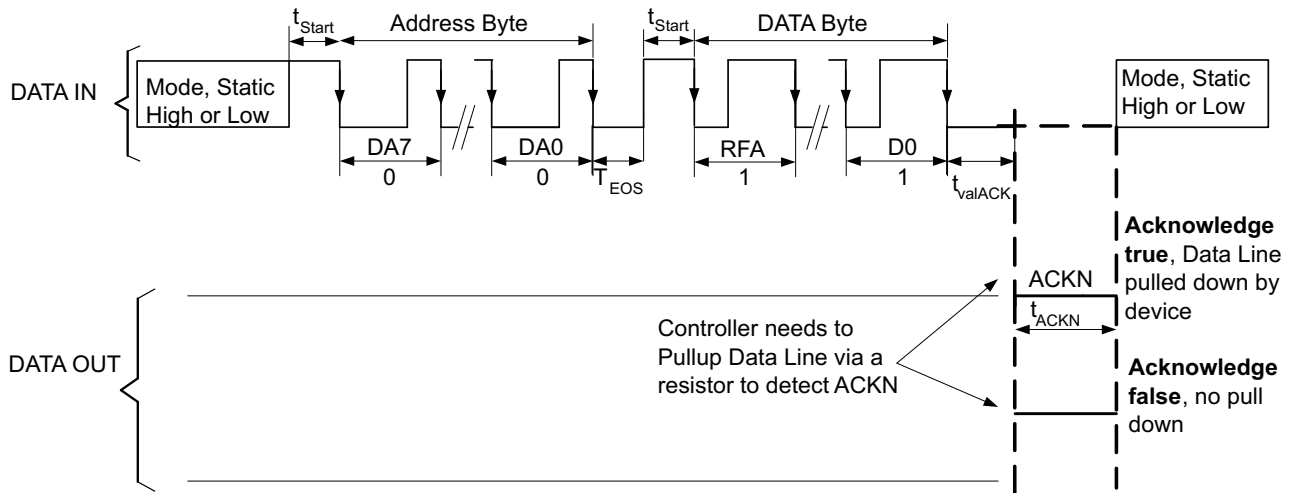 t_Start
Address Byte
t_Start
DATA Byte
DATA IN
Mode, Static
High or Low
Mode, Static
High or Low
DA7
0
DA0
0
T_EOS
RFA
1
D0
1
t_valACK
Acknowledge
true, Data Line
pulled down by
device
ACKN
t_ACKN
Controller needs to
Pullup Data Line via a
resistor to detect ACKN
DATA OUT
Acknowledge
false, no pull
down